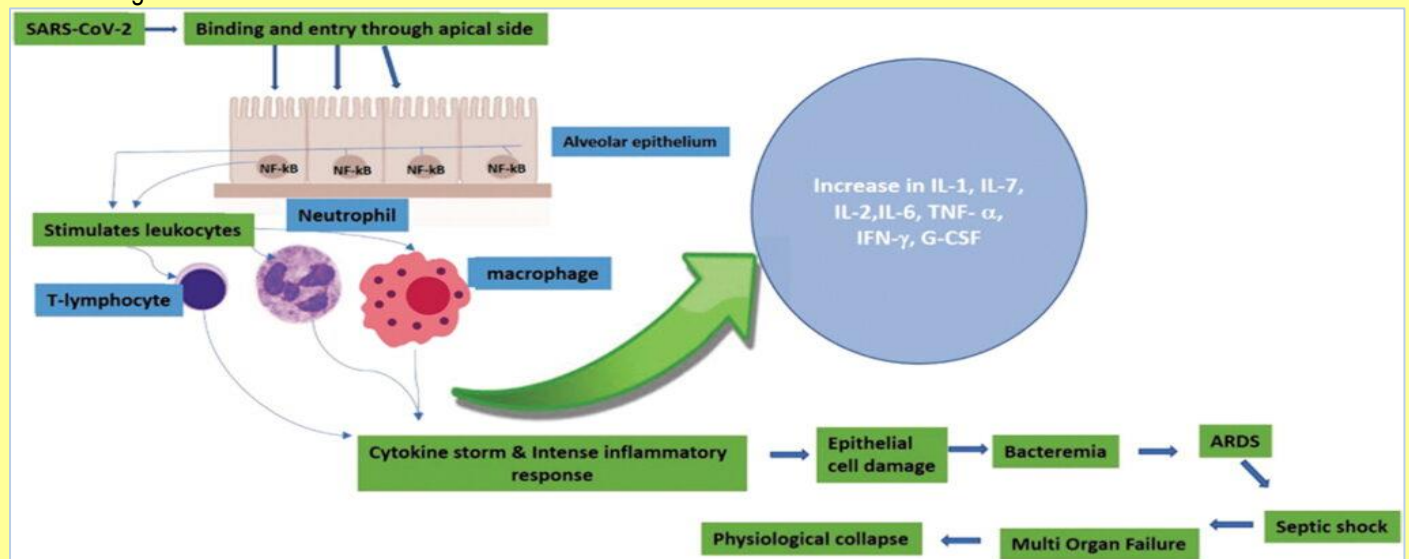 SARS-CoV-2
Binding and entry through apical side
Alveolar epithelium
NF-kB
NF-kB
NF-kB
NF-kB
Neutrophil
Stimulates leukocytes
macrophage
T-lymphocyte
Increase in IL-1, IL-7,
IL-2,IL-6, TNF- α,
IFN-γ, G-CSF
Cytokine storm & Intense inflammatory
response
Epithelial
cell damage
Bacteremia
ARDS
Septic shock
Multi Organ Failure
Physiological collapse